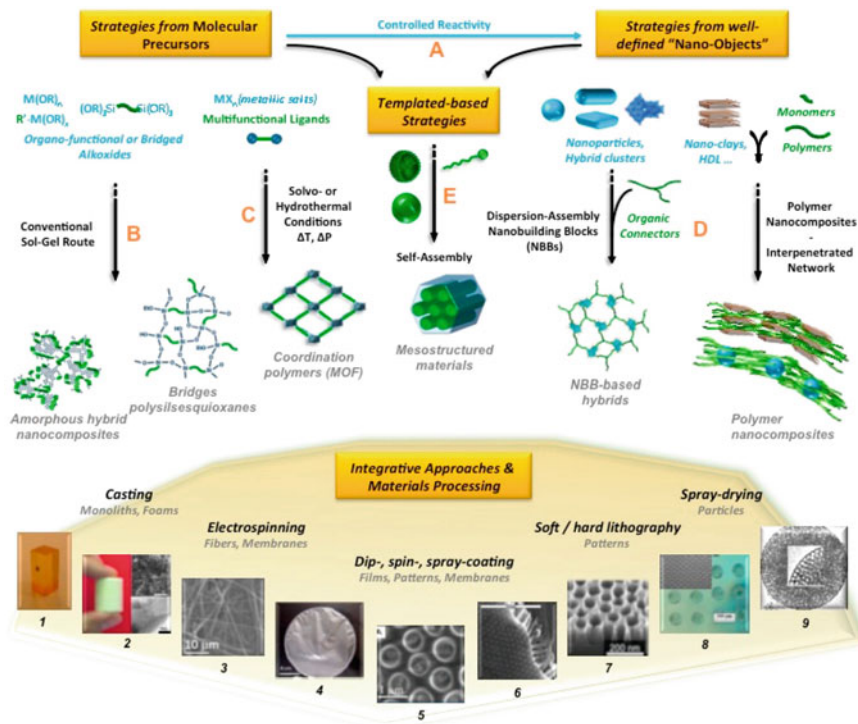 Strategies from Molecular
Precursors
Controlled Reactivity
A
Strategies from well-
defined “Nano-Objects”
M(OR)n
R'-M(OR)x
(OR)3Si
Si(OR)3
Organo-functional or Bridged
Alkoxides
MXn(metallic salts)
Multifunctional Ligands
Templated-based
Strategies
Nanoparticles,
Hybrid clusters
Nano-clays,
HDL ...
Monomers
Polymers
Conventional
Sol-Gel Route
B
C
Solvo- or
Hydrothermal
Conditions
ΔT, ΔP
E
Self-Assembly
Dispersion-Assembly
Nanobuilding Blocks
(NBBs)
Organic
Connectors
D
Polymer
Nanocomposites
-
Interpenetrated
Network
Amorphous hybrid
nanocomposites
Bridges
polysilsesquioxanes
Coordination
polymers (MOF)
Mesostructured
materials
NBB-based
hybrids
Polymer
nanocomposites
Integrative Approaches &
Materials Processing
Casting
Monoliths, Foams
Electrospinning
Fibers, Membranes
Dip-, spin-, spray-coating
Films, Patterns, Membranes
Soft / hard lithography
Patterns
Spray-drying
Particles
10 µm
200 nm
1
2
3
4
5
6
7
8
9